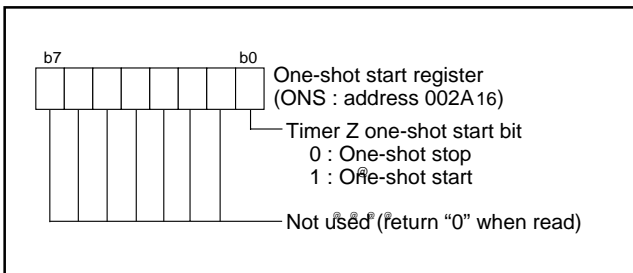 b7 b0
One-shot start register
(ONS : address 002A16)
Timer Z one-shot start bit
0 : One-shot stop
1 : One-shot start
Not used (return “0” when read)